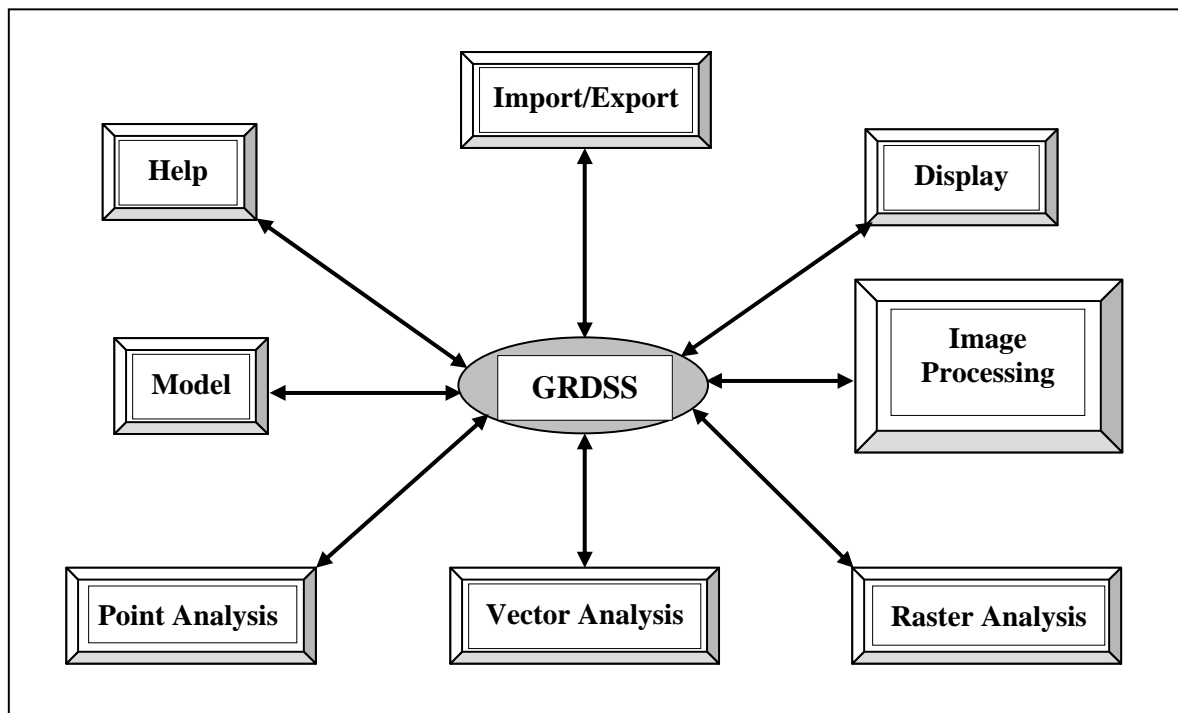 Import/Export
Help
Display
Image
Processing
Model
GRDSS
Point Analysis
Vector Analysis
Raster Analysis